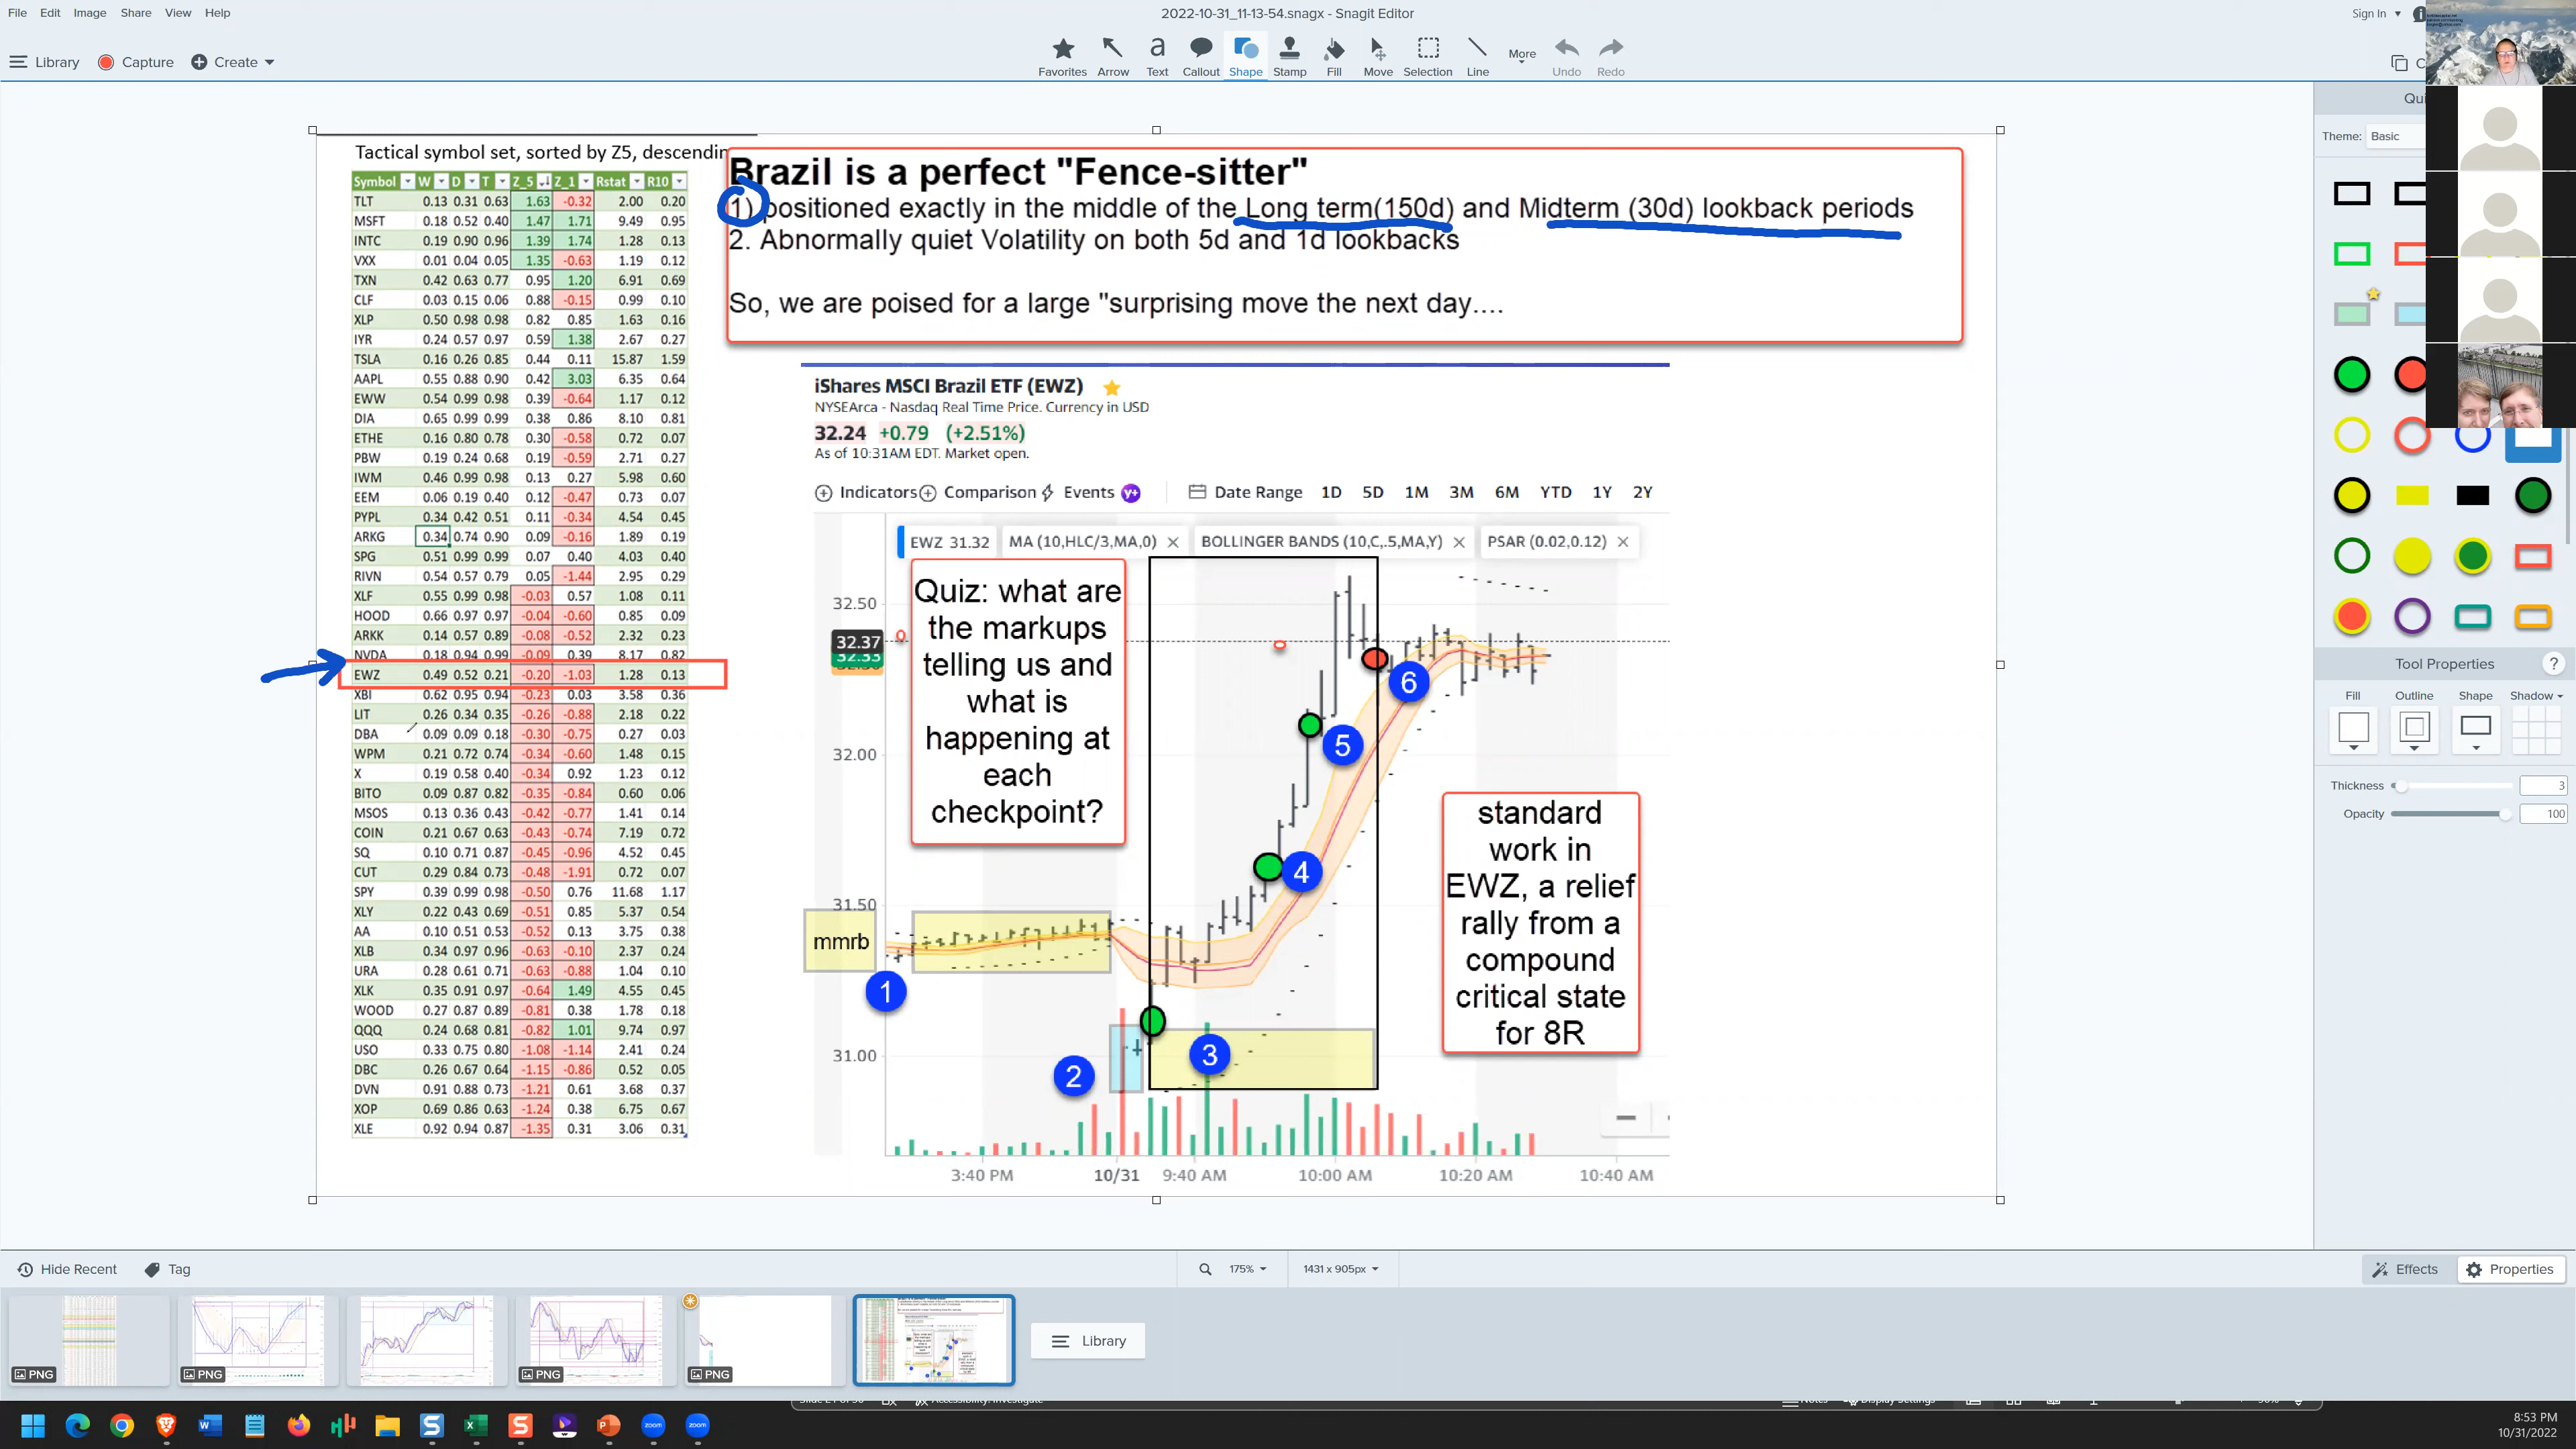 File Edit Image Share View Help
2022-10-31_11-13-54.snagx - Snagit Editor
Sign In
Library Capture Create
Favorites Arrow Text Callout Shape Stamp Fill Move Selection Line More Undo Redo
Theme: Basic
Tactical symbol set, sorted by Z5, descendin
Symbol W D T Z_5 Z_1 Rstat R10
TLT 0.13 0.31 0.63 1.63 -0.32 2.00 0.20
MSFT 0.18 0.52 0.40 1.47 1.71 9.49 0.95
INTC 0.19 0.90 0.96 1.39 1.74 1.28 0.13
VXX 0.01 0.04 0.05 1.35 -0.63 1.19 0.12
TXN 0.42 0.63 0.77 0.95 1.20 6.91 0.69
CLF 0.03 0.15 0.06 0.88 -0.15 0.99 0.10
XLP 0.50 0.98 0.98 0.82 0.85 1.63 0.16
IYR 0.24 0.57 0.97 0.59 1.38 2.67 0.27
TSLA 0.16 0.26 0.85 0.44 0.11 15.87 1.59
AAPL 0.55 0.88 0.90 0.42 3.03 6.35 0.64
EWW 0.54 0.99 0.98 0.39 -0.64 1.17 0.12
DIA 0.65 0.99 0.99 0.38 0.86 8.10 0.81
ETHE 0.16 0.80 0.78 0.30 -0.58 0.72 0.07
PBW 0.19 0.24 0.68 0.19 -0.59 2.71 0.27
IWM 0.46 0.99 0.98 0.13 0.27 5.98 0.60
EEM 0.06 0.19 0.40 0.12 -0.47 0.73 0.07
PYPL 0.34 0.42 0.51 0.11 -0.34 4.54 0.45
ARKG 0.34 0.74 0.90 0.09 -0.16 1.89 0.19
SPG 0.51 0.99 0.99 0.07 0.40 4.03 0.40
RIVN 0.54 0.57 0.79 0.05 -1.44 2.95 0.29
XLF 0.55 0.99 0.98 -0.03 0.57 1.08 0.11
HOOD 0.66 0.97 0.97 -0.04 -0.60 0.85 0.09
ARKK 0.14 0.57 0.89 -0.08 -0.52 2.32 0.23
NVDA 0.18 0.94 0.99 -0.09 0.39 8.17 0.82
EWZ 0.49 0.52 0.21 -0.20 -1.03 1.28 0.13
XBI 0.62 0.95 0.94 -0.23 0.03 3.58 0.36
LIT 0.26 0.34 0.35 -0.26 -0.88 2.18 0.22
DBA 0.09 0.09 0.18 -0.30 -0.75 0.27 0.03
WPM 0.21 0.72 0.74 -0.34 -0.60 1.48 0.15
X 0.19 0.58 0.40 -0.34 0.92 1.23 0.12
BITO 0.09 0.87 0.82 -0.35 -0.84 0.60 0.06
MSOS 0.13 0.36 0.43 -0.42 -0.77 1.41 0.14
COIN 0.21 0.67 0.63 -0.43 -0.74 7.19 0.72
SQ 0.10 0.71 0.87 -0.45 -0.96 4.52 0.45
CUT 0.29 0.84 0.73 -0.48 -1.91 0.72 0.07
SPY 0.39 0.99 0.98 -0.50 0.76 11.68 1.17
XLY 0.22 0.43 0.69 -0.51 0.85 5.37 0.54
AA 0.10 0.51 0.53 -0.52 0.13 3.75 0.38
XLB 0.34 0.97 0.96 -0.63 -0.10 2.37 0.24
URA 0.28 0.61 0.71 -0.63 -0.88 1.04 0.10
XLK 0.35 0.91 0.97 -0.64 1.49 4.55 0.45
WOOD 0.27 0.87 0.89 -0.81 0.38 1.78 0.18
QQQ 0.24 0.68 0.81 -0.82 1.01 9.74 0.97
USO 0.33 0.75 0.80 -1.08 -1.14 2.41 0.24
DBC 0.26 0.67 0.64 -1.15 -0.86 0.52 0.05
DVN 0.91 0.88 0.73 -1.21 0.61 3.68 0.37
XOP 0.69 0.86 0.63 -1.24 0.38 6.75 0.67
XLE 0.92 0.94 0.87 -1.35 0.31 3.06 0.31
Brazil is a perfect "Fence-sitter"
1) positioned exactly in the middle of the Long term(150d) and Midterm (30d) lookback periods
2. Abnormally quiet Volatility on both 5d and 1d lookbacks
So, we are poised for a large "surprising move the next day....
iShares MSCI Brazil ETF (EWZ)
NYSEArca - Nasdaq Real Time Price. Currency in USD
32.24 +0.79 (+2.51%)
As of 10:31AM EDT. Market open.
Indicators Comparison Events Y+ Date Range 1D 5D 1M 3M 6M YTD 1Y 2Y
EWZ 31.32 MA (10,HLC/3,MA,0) BOLLINGER BANDS (10,C,.5,MA,Y) PSAR (0.02,0.12)
Quiz: what are
the markups
telling us and
what is
happening at
each
checkpoint?
32.50
32.37
32.33
32.00
31.50
31.00
mmrb
1
2
3
4
5
6
standard
work in
EWZ, a relief
rally from a
compound
critical state
for 8R
3:40 PM 10/31 9:40 AM 10:00 AM 10:20 AM 10:40 AM
Tool Properties ?
Fill Outline Shape Shadow
Thickness 3
Opacity 100
Hide Recent Tag
175% 1431 x 905px
Effects Properties
PNG PNG PNG PNG
Library
8:53 PM
10/31/2022